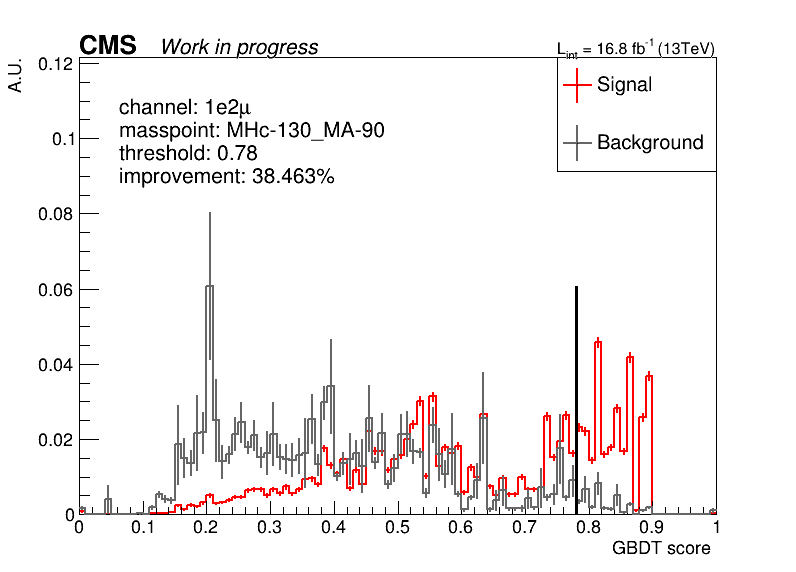 CMS Work in progress
L_int = 16.8 fb^-1 (13TeV)
A.U.
Signal
Background
channel: 1e2μ
masspoint: MHc-130_MA-90
threshold: 0.78
improvement: 38.463%
0.12
0.1
0.08
0.06
0.04
0.02
0
0 0.1 0.2 0.3 0.4 0.5 0.6 0.7 0.8 0.9 1
GBDT score